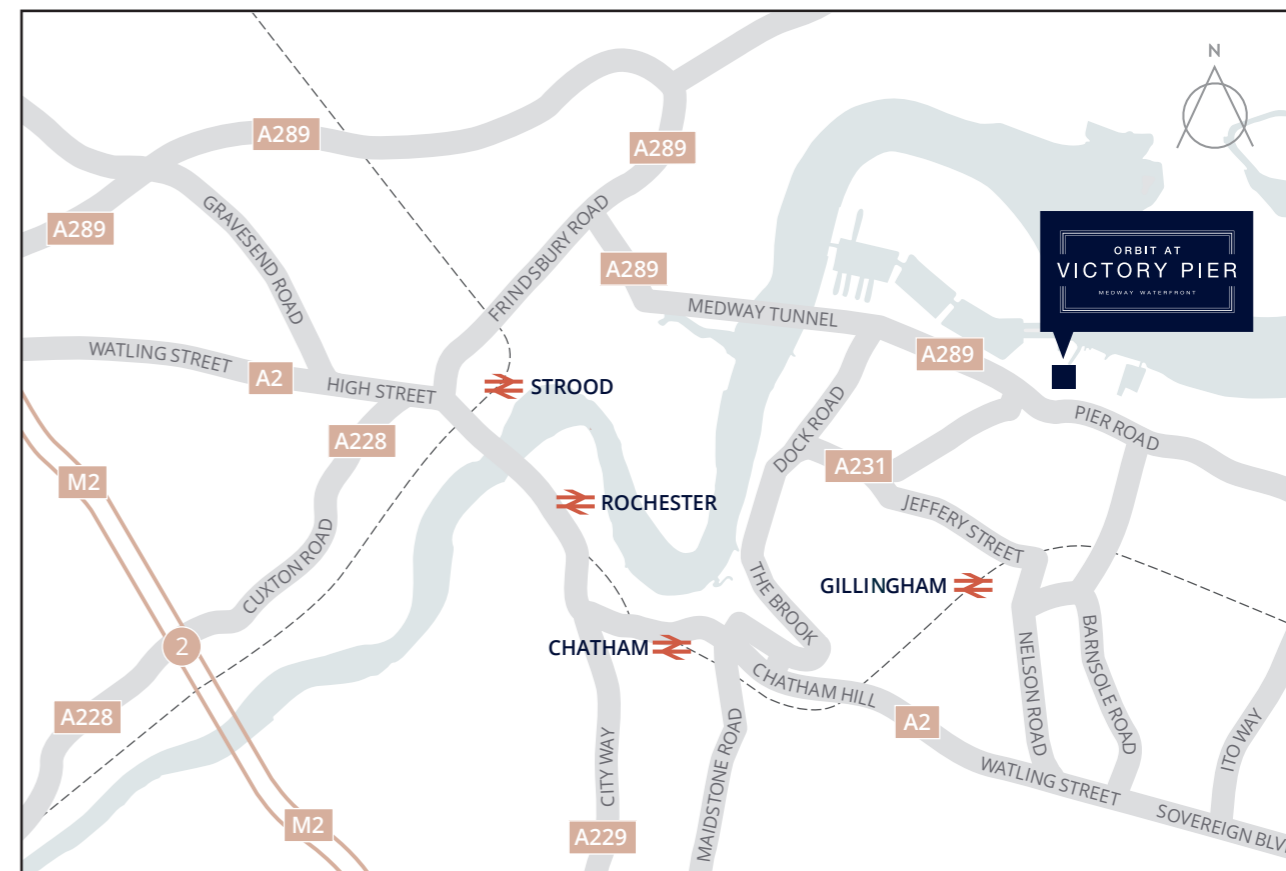 N
A289
A289
A289
GRAVESEND ROAD
FRINDSBURY ROAD
ORBIT AT
VICTORY PIER
MEDWAY WATERFRONT
A289
MEDWAY TUNNEL
A289
WATLING STREET
A2
HIGH STREET
STROOD
A228
DOCK ROAD
PIER ROAD
A231
M2
ROCHESTER
JEFFERY STREET
CUXTON ROAD
GILLINGHAM
THE BROOK
2
CHATHAM
NELSON ROAD
BARNSOLE ROAD
CHATHAM HILL
A228
A2
ITO WAY
CITY WAY
MAIDSTONE ROAD
WATLING STREET
M2
A229
SOVEREIGN BLV